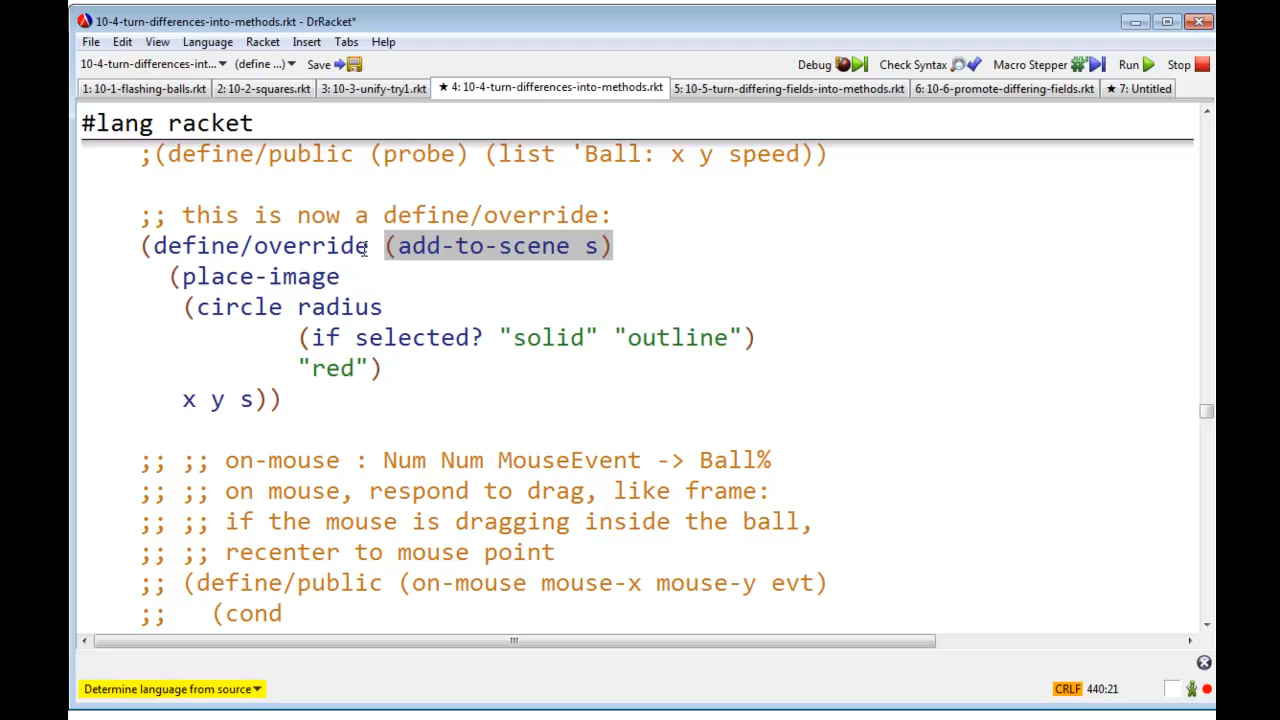 10-4-turn-differences-into-methods.rkt - DrRacket*
File Edit View Language Racket Insert Tabs Help
10-4-turn-differences-int... (define ...) Save Debug Check Syntax Macro Stepper Run Stop
1: 10-1-flashing-balls.rkt 2: 10-2-squares.rkt 3: 10-3-unify-try1.rkt ★ 4: 10-4-turn-differences-into-methods.rkt 5: 10-5-turn-differing-fields-into-methods.rkt 6: 10-6-promote-differing-fields.rkt ★ 7: Untitled
#lang racket
;(define/public (probe) (list 'Ball: x y speed))
;; this is now a define/override:
(define/override (add-to-scene s)
(place-image
(circle radius
(if selected? "solid" "outline")
"red")
x y s))
;; ;; on-mouse : Num Num MouseEvent -> Ball%
;; ;; on mouse, respond to drag, like frame:
;; ;; if the mouse is dragging inside the ball,
;; ;; recenter to mouse point
;; (define/public (on-mouse mouse-x mouse-y evt)
;; (cond
Determine language from source CRLF 440:21